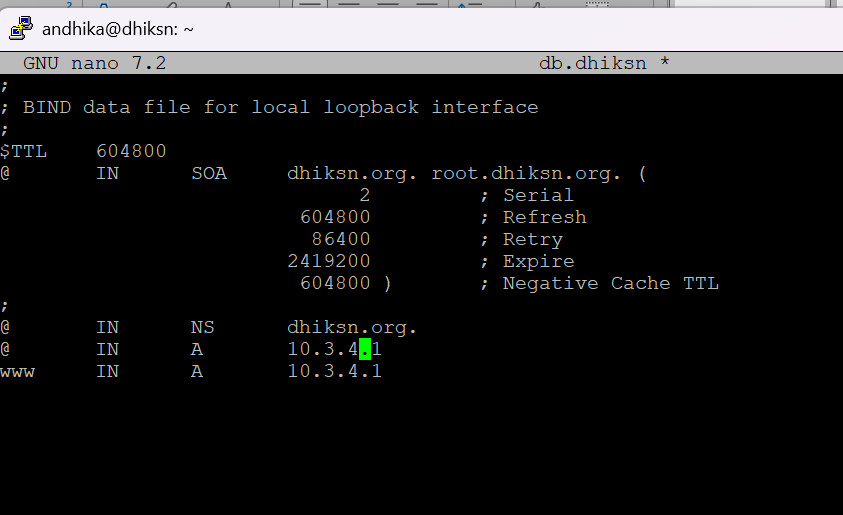 andhika@dhiksn: ~
GNU nano 7.2 db.dhiksn *
;
; BIND data file for local loopback interface
;
$TTL 604800
@ IN SOA dhiksn.org. root.dhiksn.org. (
2 ; Serial
604800 ; Refresh
86400 ; Retry
2419200 ; Expire
604800 ) ; Negative Cache TTL
;
@ IN NS dhiksn.org.
@ IN A 10.3.4.1
www IN A 10.3.4.1